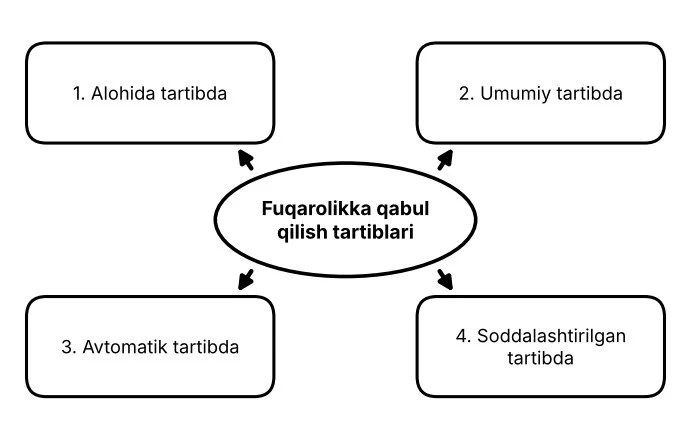 1. Alohida tartibda
2. Umumiy tartibda
Fuqarolikka qabul
qilish tartiblari
3. Avtomatik tartibda
4. Soddalashtirilgan
tartibda